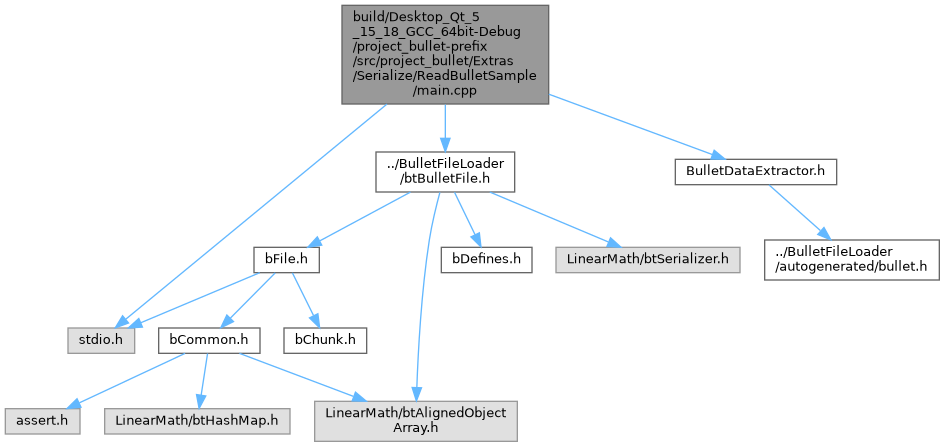 build/Desktop_Qt_5
_15_18_GCC_64bit-Debug
/project_bullet-prefix
/src/project_bullet/Extras
/Serialize/ReadBulletSample
/main.cpp
../BulletFileLoader
/btBulletFile.h
BulletDataExtractor.h
bFile.h
bDefines.h
LinearMath/btSerializer.h
../BulletFileLoader
/autogenerated/bullet.h
stdio.h
bCommon.h
bChunk.h
assert.h
LinearMath/btHashMap.h
LinearMath/btAlignedObject
Array.h